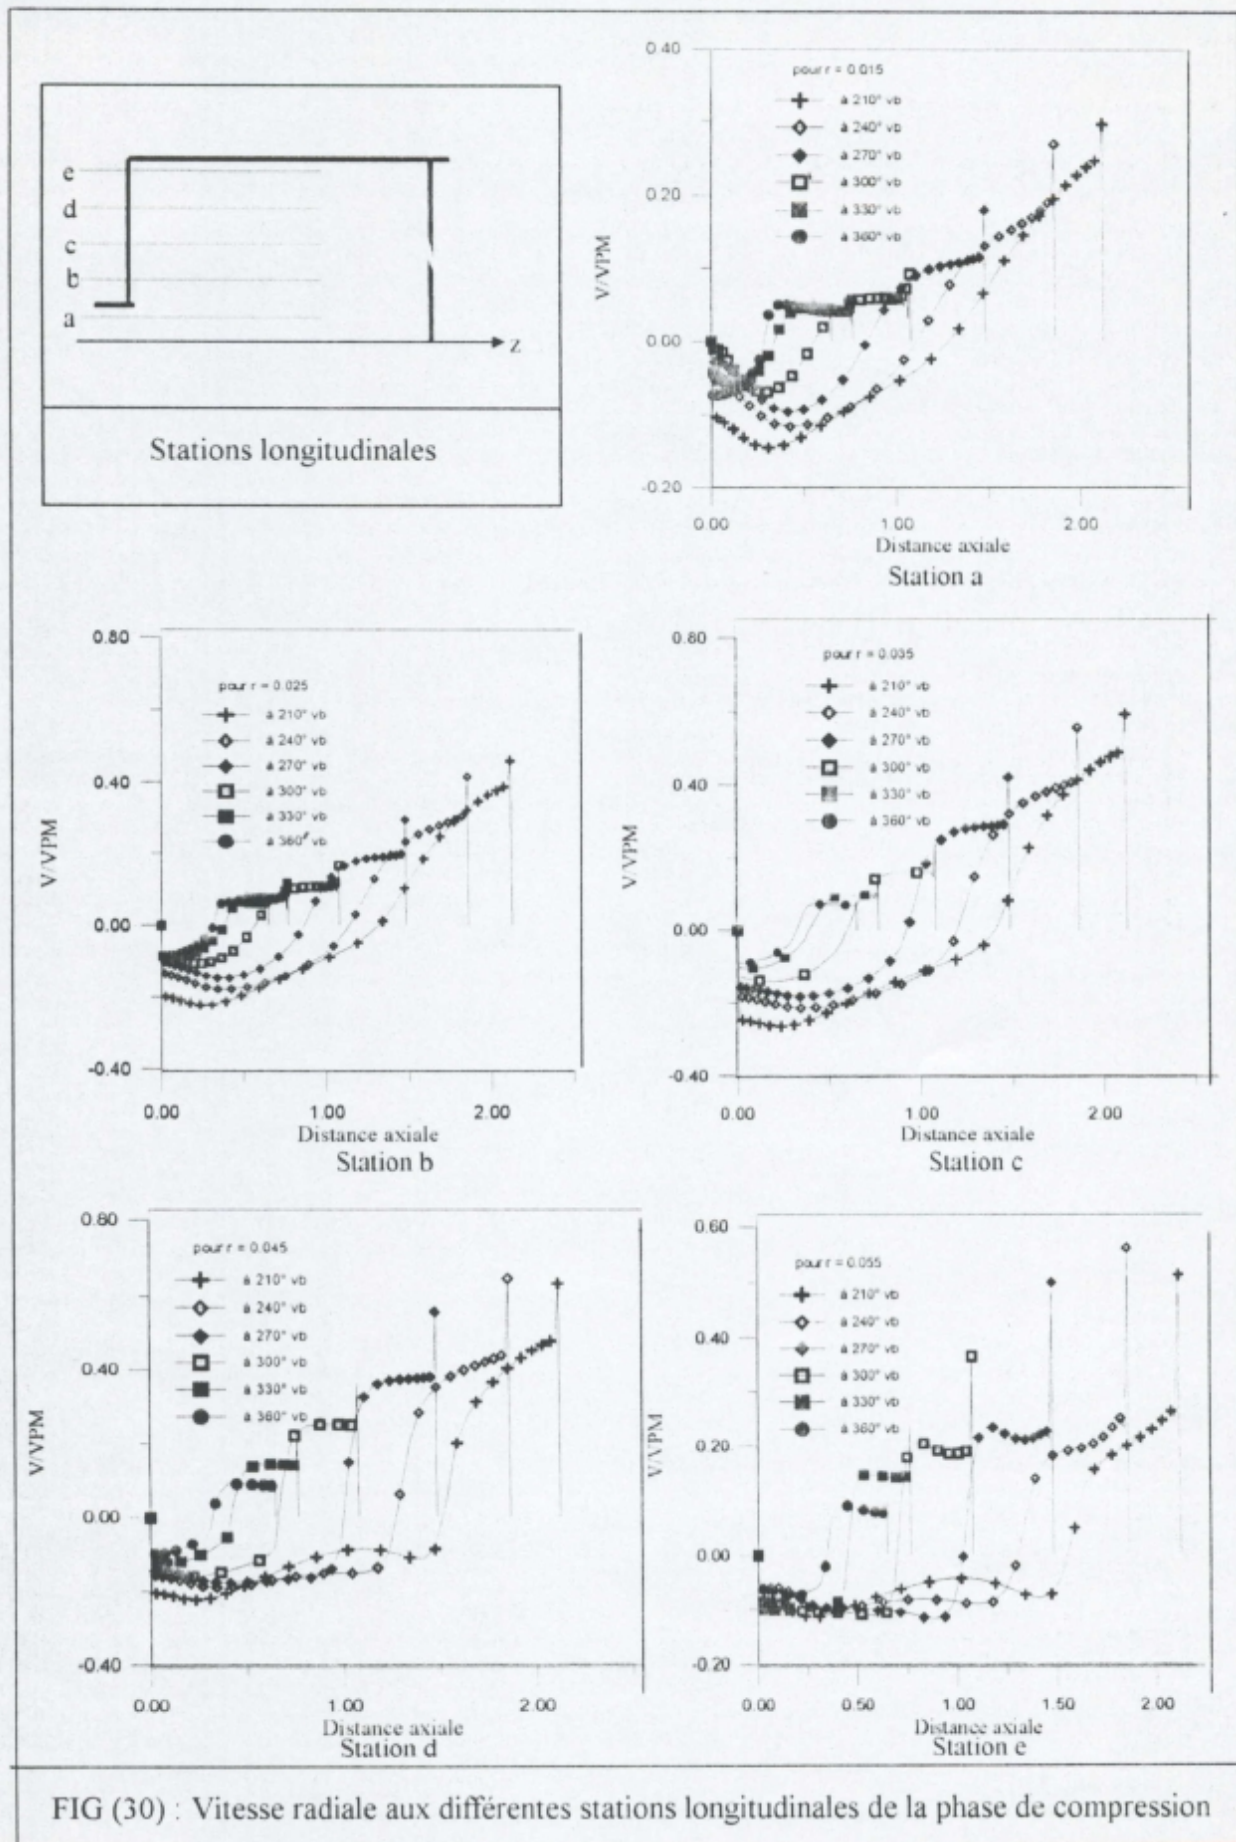 e
d
c
b
a
z
Stations longitudinales
0.40
0.20
0.00
-0.20
V/VPM
pour r = 0.015
à 210° vb
à 240° vb
à 270° vb
à 300° vb
à 330° vb
à 360° vb
0.00 1.00 2.00
Distance axiale
Station a
0.80
0.40
0.00
-0.40
V/VPM
pour r = 0.025
à 210° vb
à 240° vb
à 270° vb
à 300° vb
à 330° vb
à 360° vb
0.00 1.00 2.00
Distance axiale
Station b
0.80
0.40
0.00
-0.40
V/VPM
pour r = 0.035
à 210° vb
à 240° vb
à 270° vb
à 300° vb
à 330° vb
à 360° vb
0.00 1.00 2.00
Distance axiale
Station c
0.80
0.40
0.00
-0.40
V/VPM
pour r = 0.045
à 210° vb
à 240° vb
à 270° vb
à 300° vb
à 330° vb
à 360° vb
0.00 1.00 2.00
Distance axiale
Station d
0.60
0.40
0.20
0.00
-0.20
V/VPM
pour r = 0.055
à 210° vb
à 240° vb
à 270° vb
à 300° vb
à 330° vb
à 360° vb
0.00 0.50 1.00 1.50 2.00
Distance axiale
Station e
FIG (30) : Vitesse radiale aux différentes stations longitudinales de la phase de compression